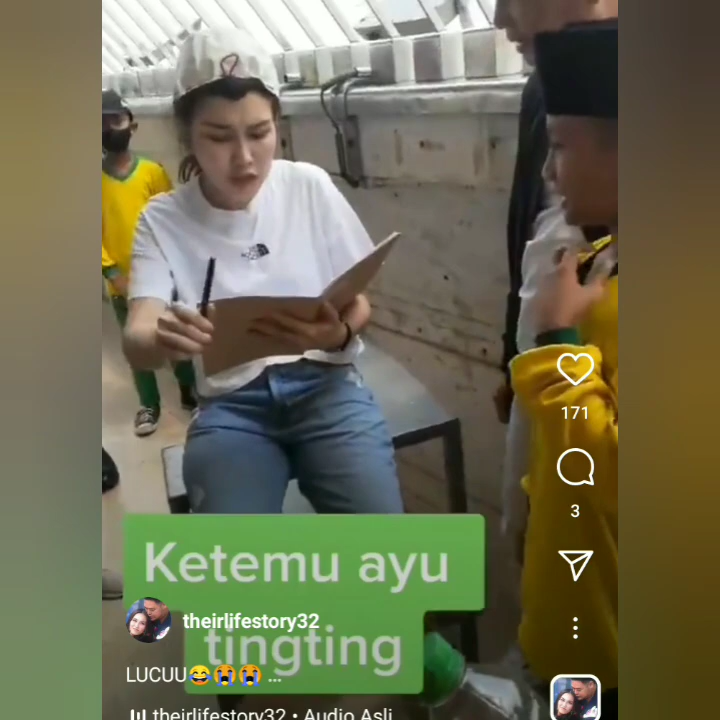 171
3
Ketemu ayu
tingting
theirlifestory32
LUCUU😂😭😭 ...
theirlifestory32 • Audio Asli